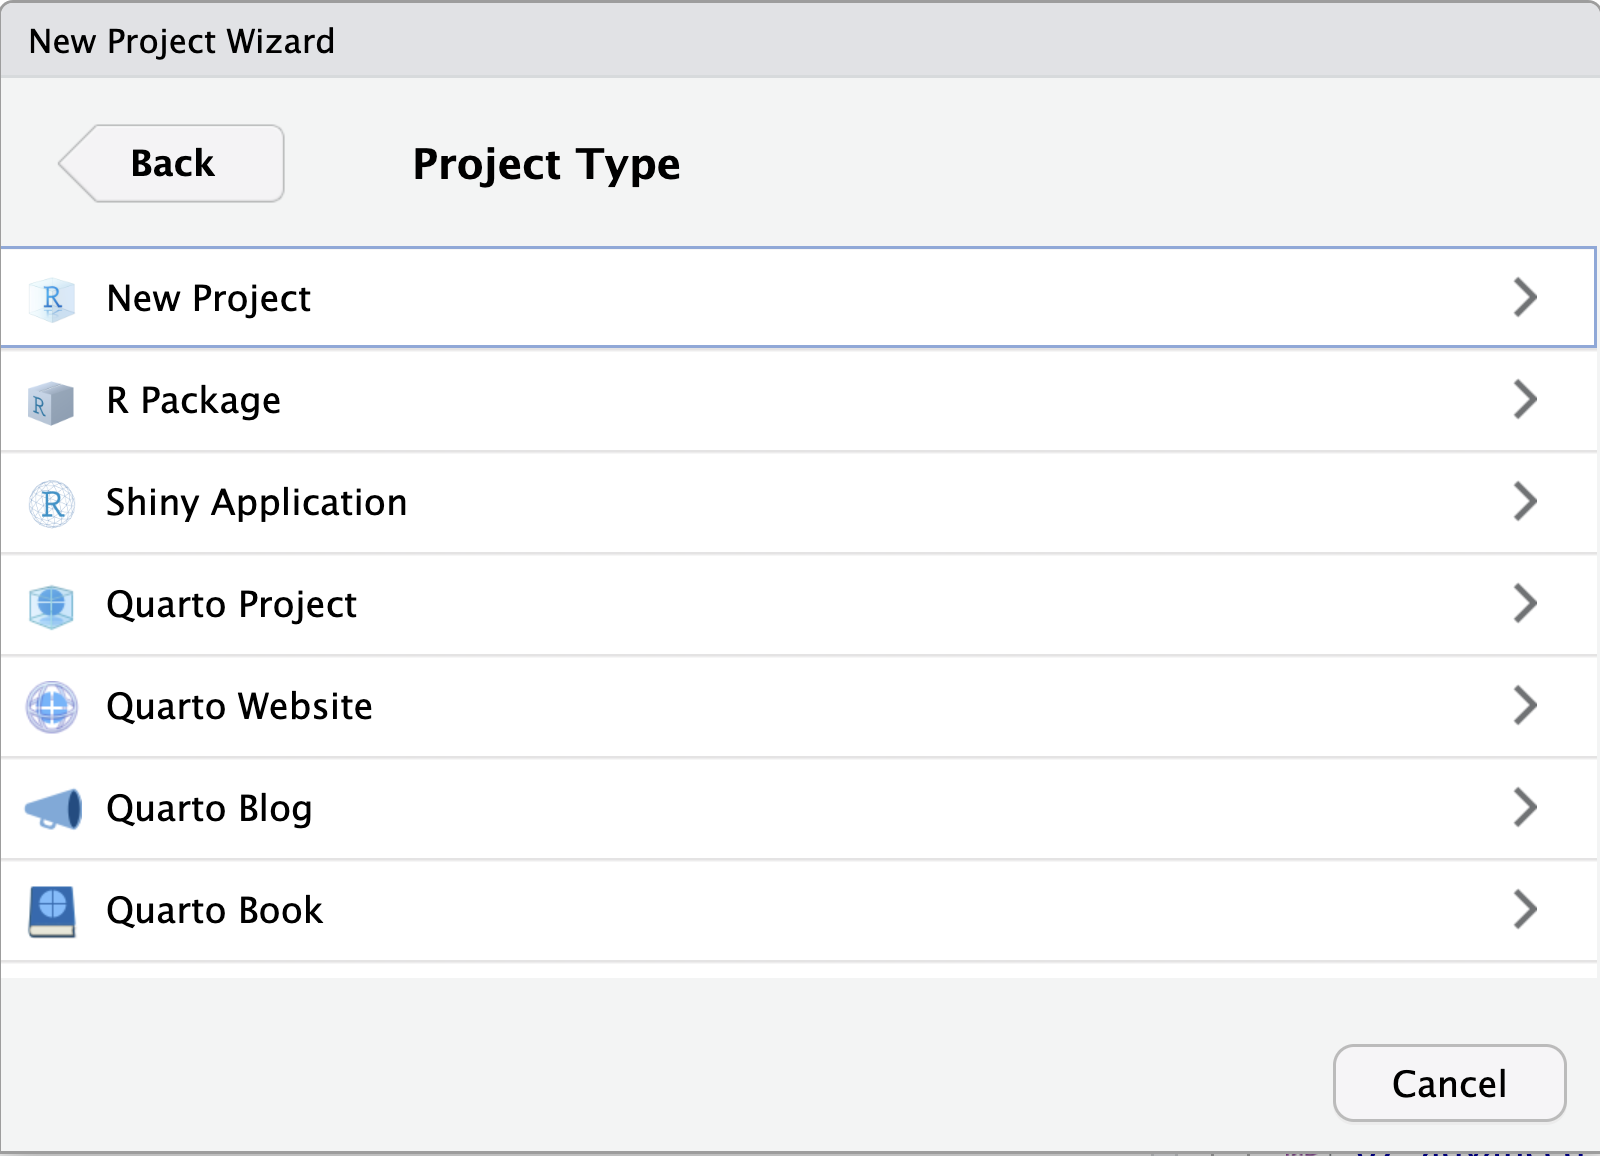 New Project Wizard
Back
Project Type
R New Project
R R Package
R Shiny Application
Quarto Project
Quarto Website
Quarto Blog
Quarto Book
Cancel